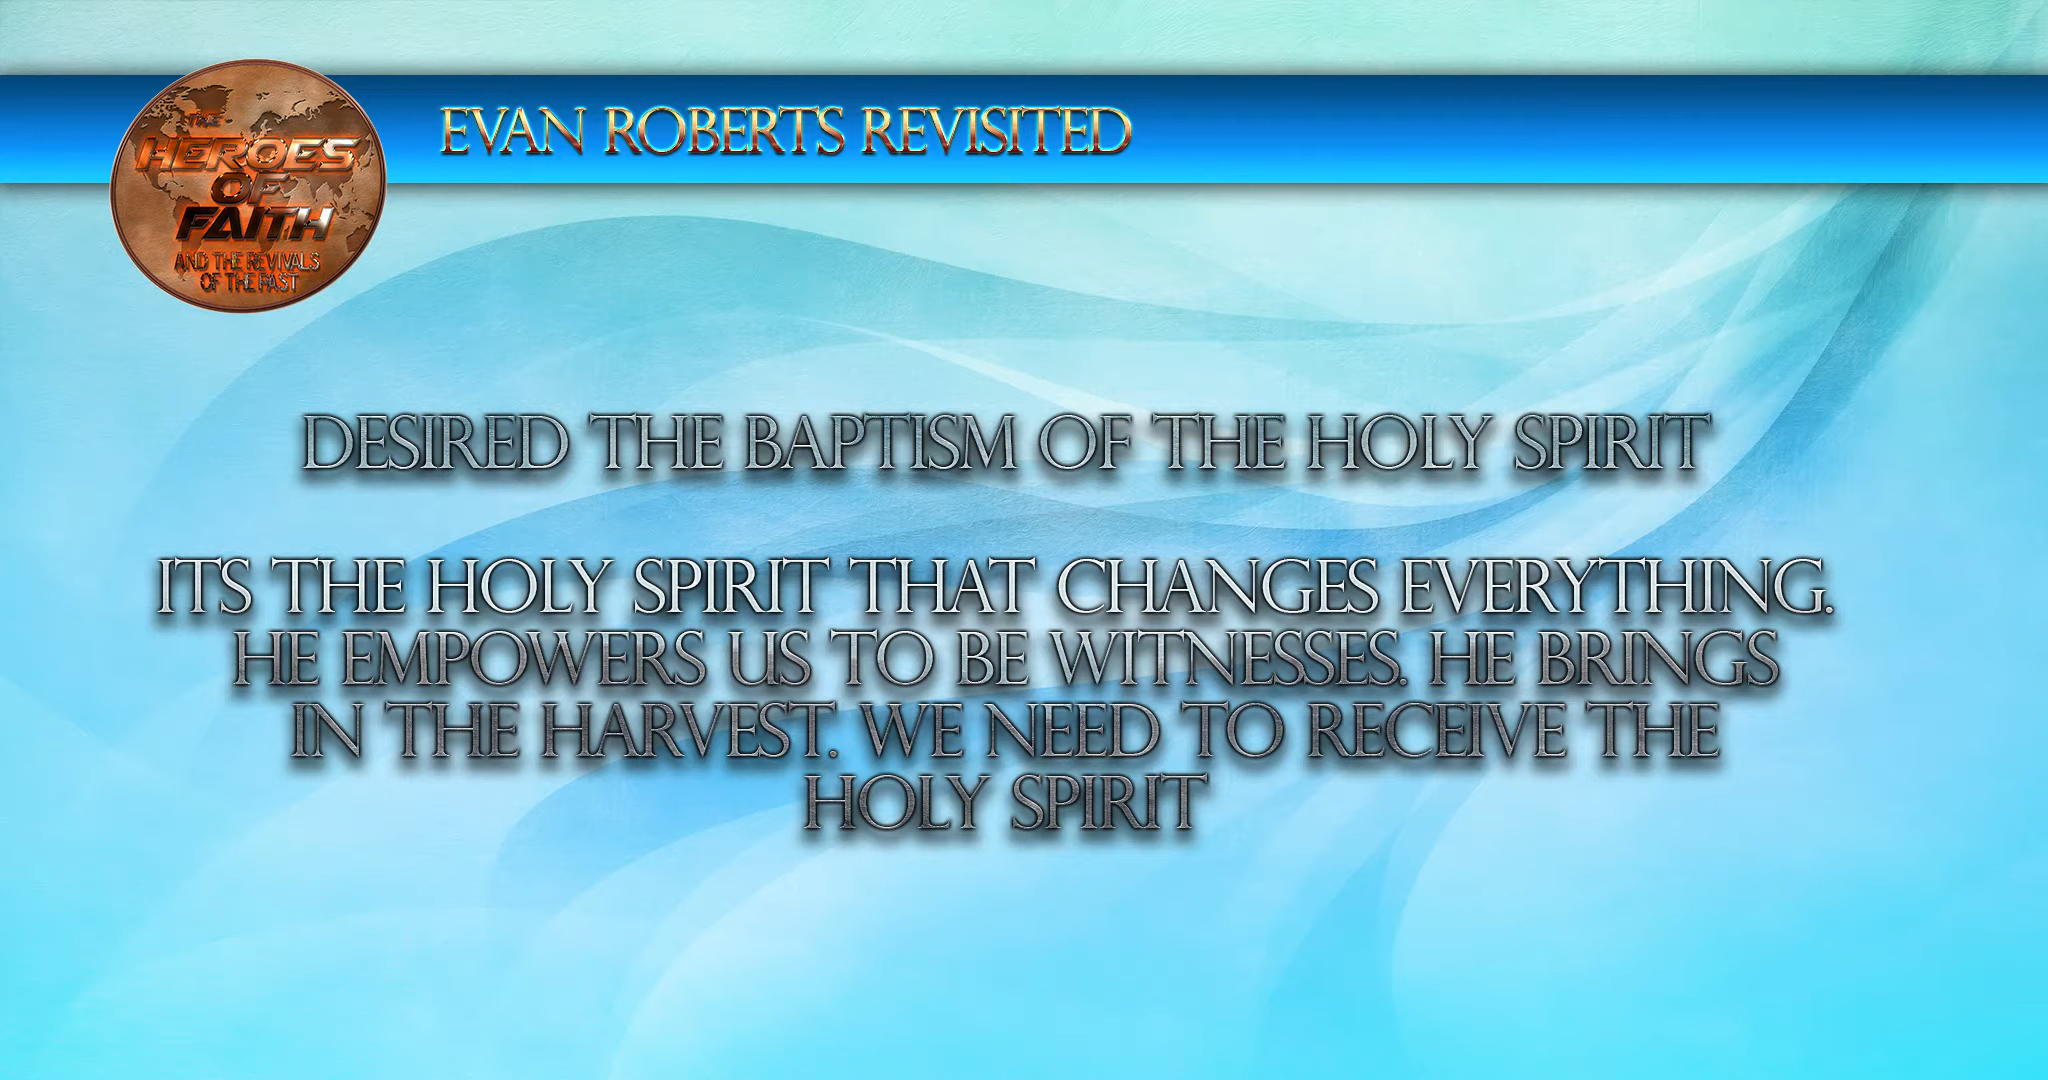 THE
HEROES
OF
FAITH
AND THE REVIVALS
OF THE PAST
EVAN ROBERTS REVISITED
DESIRED THE BAPTISM OF THE HOLY SPIRIT
ITS THE HOLY SPIRIT THAT CHANGES EVERYTHING.
HE EMPOWERS US TO BE WITNESSES. HE BRINGS
IN THE HARVEST. WE NEED TO RECEIVE THE
HOLY SPIRIT